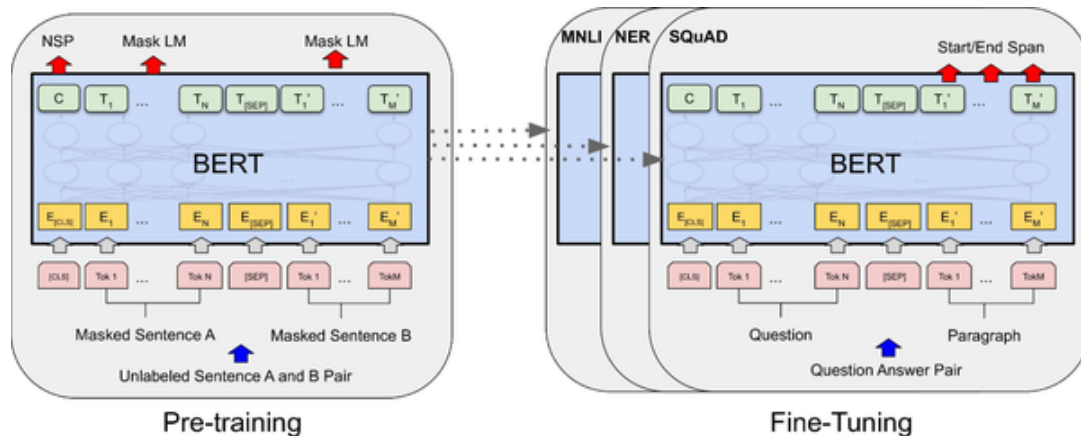 NSP Mask LM Mask LM
C T1 ... TN T[SEP] T1' ... TM'
BERT
E[CLS] E1 ... EN E[SEP] E1' ... EM'
[CLS] Tok 1 ... Tok N [SEP] Tok 1 ... TokM
Masked Sentence A Masked Sentence B
Unlabeled Sentence A and B Pair
Pre-training
MNLI NER SQuAD
Start/End Span
C T1 ... TN T[SEP] T1' ... TM'
BERT
E[CLS] E1 ... EN E[SEP] E1' ... EM'
[CLS] Tok 1 ... Tok N [SEP] Tok 1 ... TokM
Question Paragraph
Question Answer Pair
Fine-Tuning